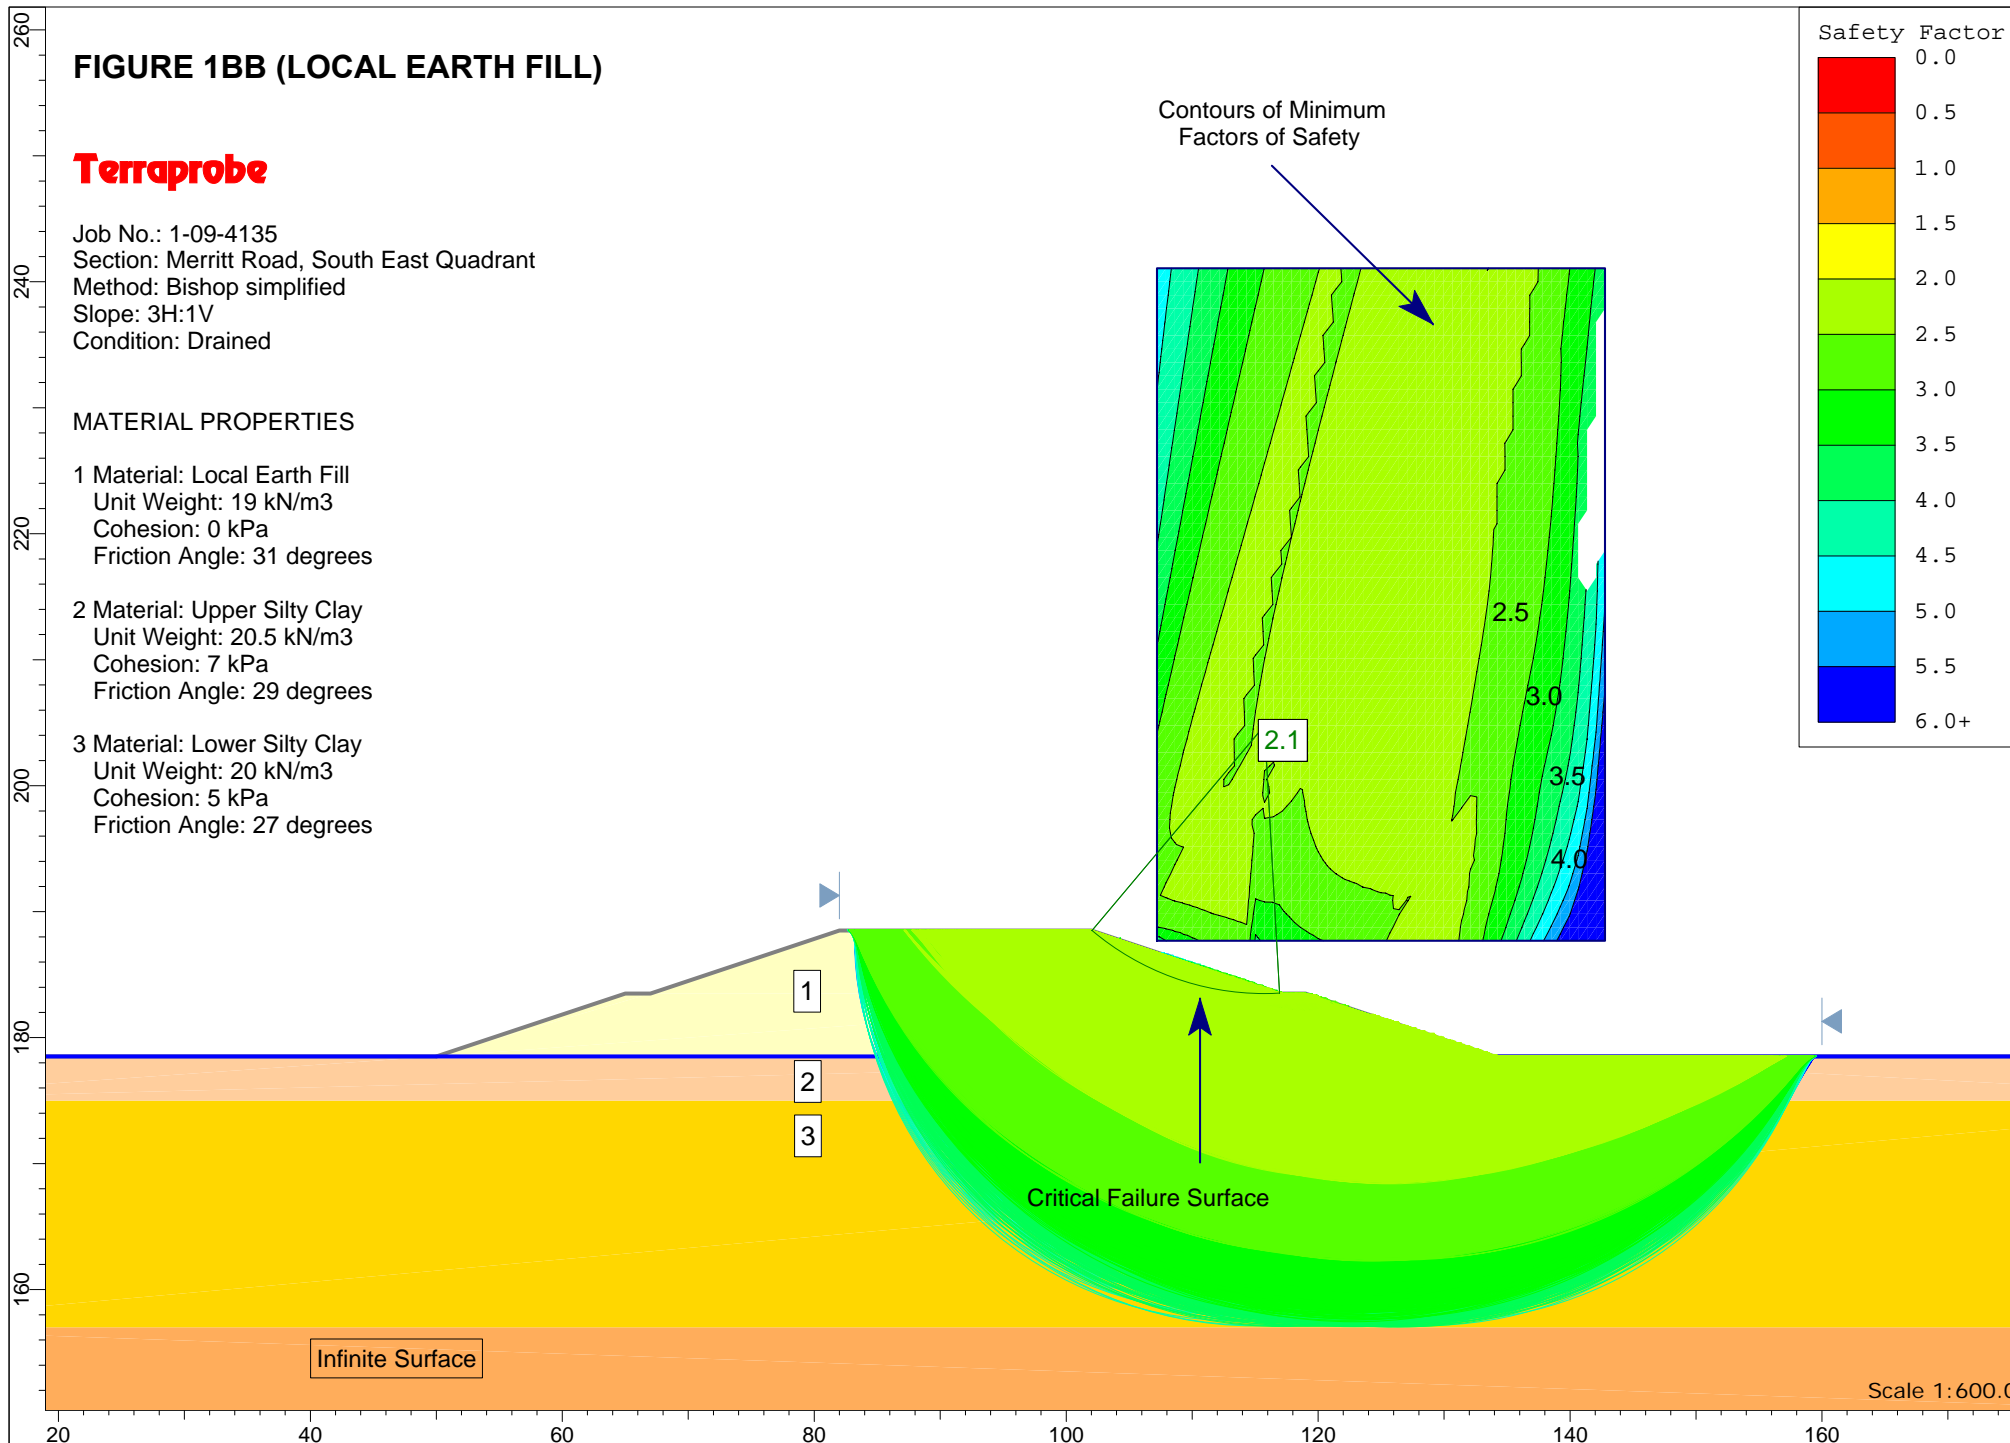 FIGURE 1BB (LOCAL EARTH FILL)
Terraprobe
Job No.: 1-09-4135
Section: Merritt Road, South East Quadrant
Method: Bishop simplified
Slope: 3H:1V
Condition: Drained
MATERIAL PROPERTIES
1 Material: Local Earth Fill
Unit Weight: 19 kN/m3
Cohesion: 0 kPa
Friction Angle: 31 degrees
2 Material: Upper Silty Clay
Unit Weight: 20.5 kN/m3
Cohesion: 7 kPa
Friction Angle: 29 degrees
3 Material: Lower Silty Clay
Unit Weight: 20 kN/m3
Cohesion: 5 kPa
Friction Angle: 27 degrees
Contours of Minimum
Factors of Safety
Safety Factor
0.0
0.5
1.0
1.5
2.0
2.5
3.0
3.5
4.0
4.5
5.0
5.5
6.0+
2.5
3.0
2.1
3.5
4.0
1
2
3
Critical Failure Surface
Infinite Surface
Scale 1:600.0
260
240
220
200
180
160
20
40
60
80
100
120
140
160